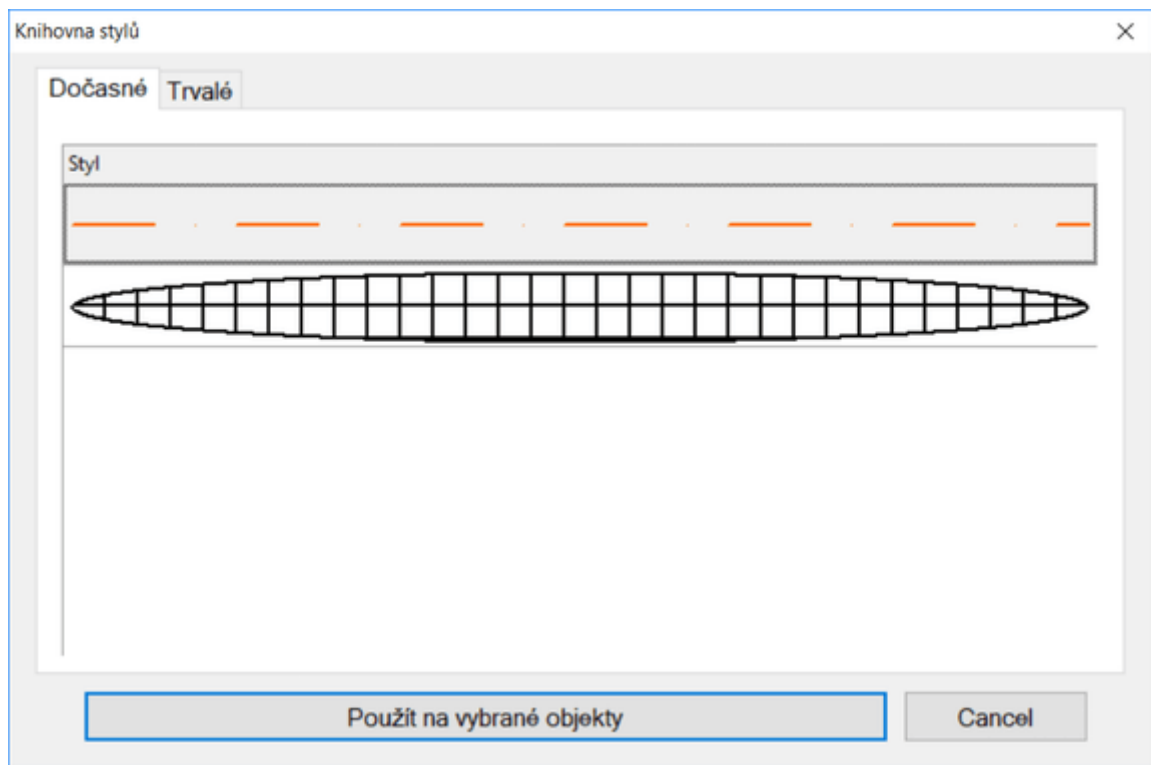 Knihovna stylů
Dočasné Trvalé
Styl
Použít na vybrané objekty Cancel